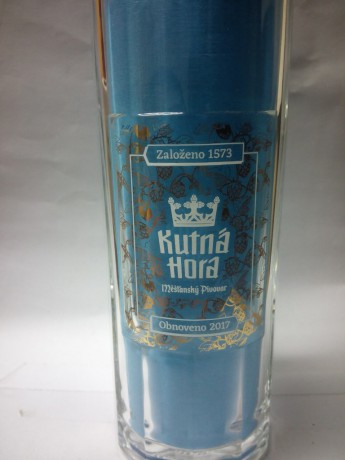 Založeno 1573
Kutná
Hora
Měšťanský Pivovar
Obnoveno 2017